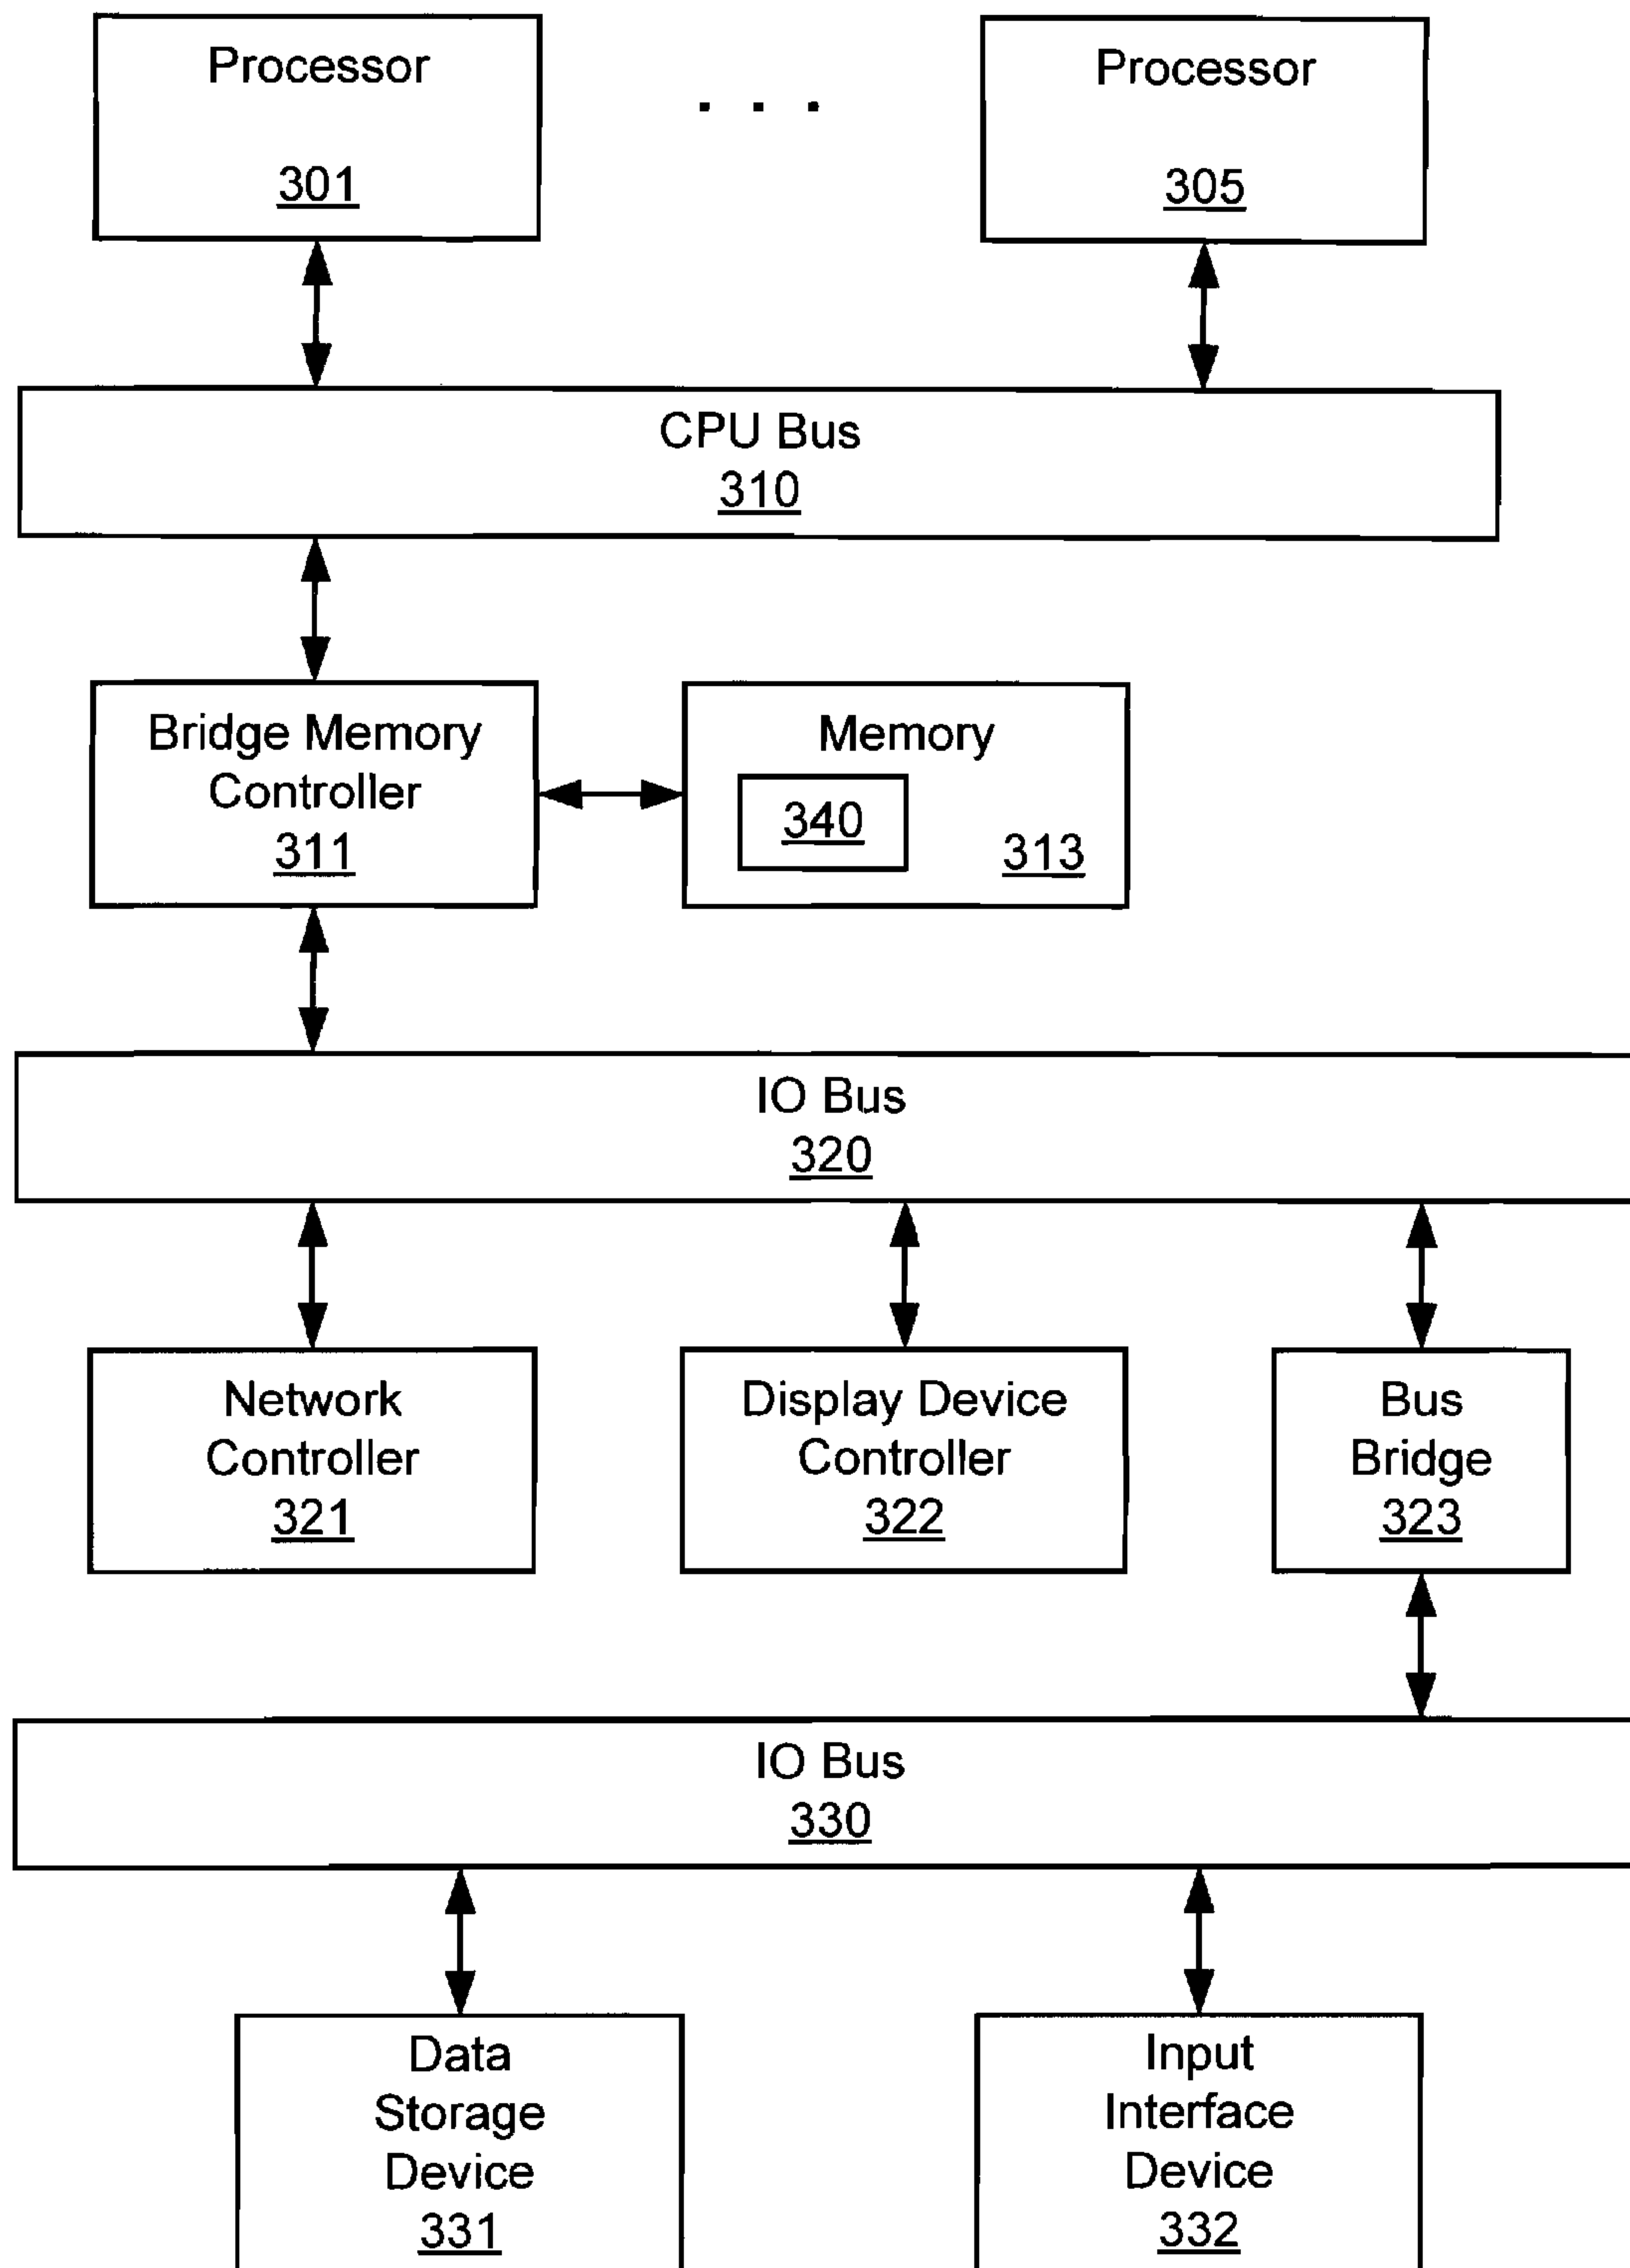 Processor
301
. . .
Processor
305
CPU Bus
310
Bridge Memory
Controller
311
Memory
340
313
IO Bus
320
Network
Controller
321
Display Device
Controller
322
Bus
Bridge
323
IO Bus
330
Data
Storage
Device
331
Input
Interface
Device
332